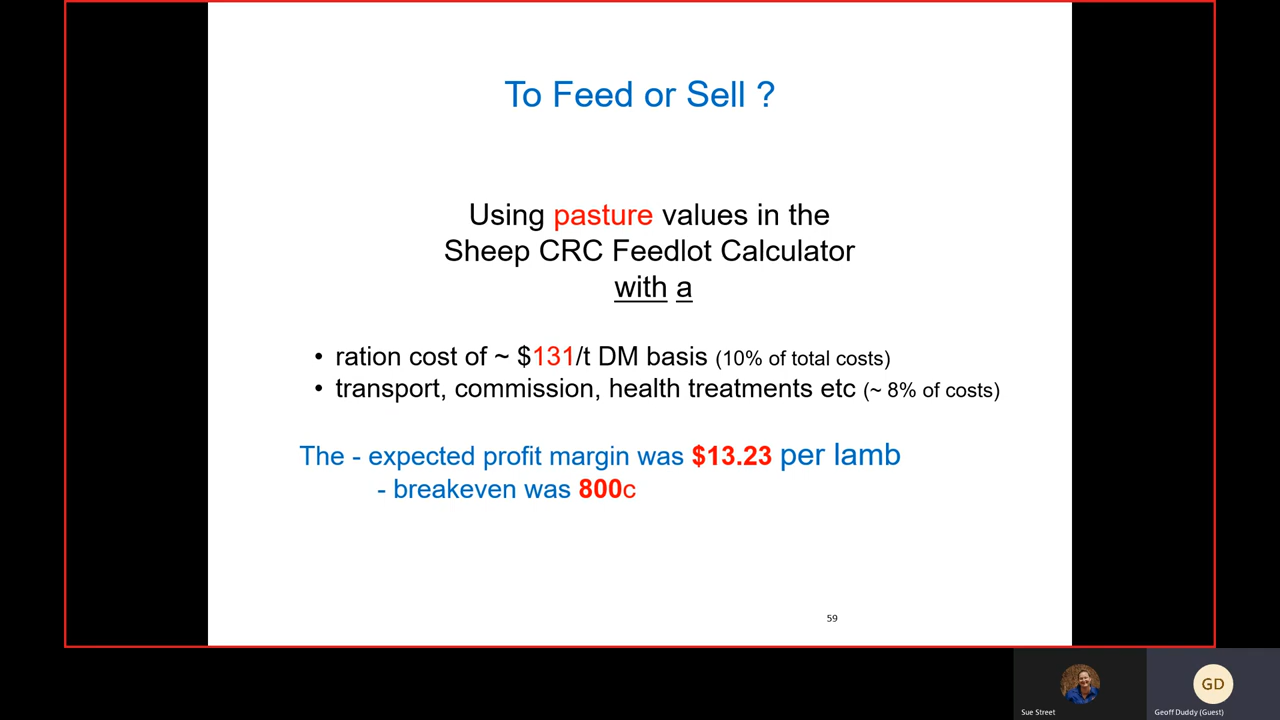 To Feed or Sell ?
Using pasture values in the
Sheep CRC Feedlot Calculator
with a
• ration cost of ~ $131/t DM basis (10% of total costs)
• transport, commission, health treatments etc (~ 8% of costs)
The - expected profit margin was $13.23 per lamb
- breakeven was 800c
59
GD
Sue Street
Geoff Duddy (Guest)